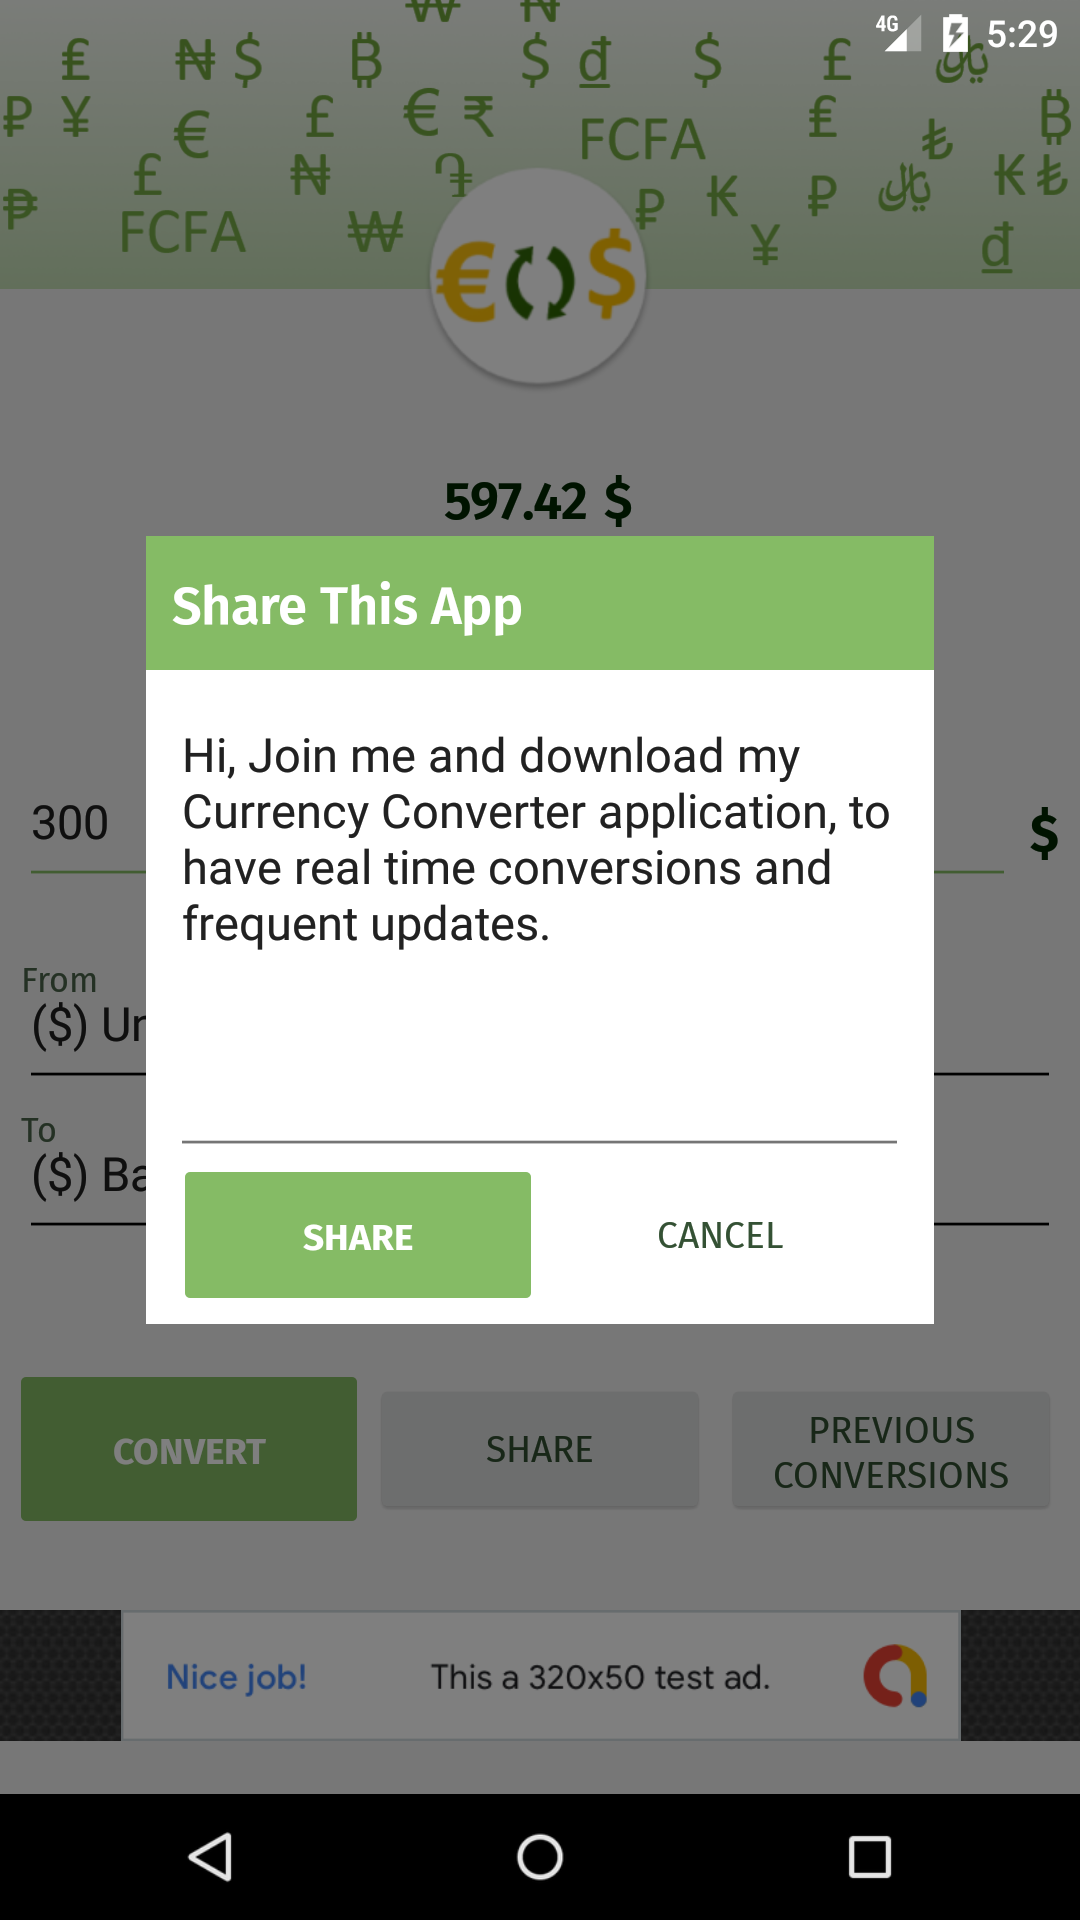 4G 5:29
₩ ₦
₤ ₦ $ ₿ $ ₫ $ £ ﷼
₽ ¥ € £ € ₹ FCFA ₤ ₺ ₿
£ ₦ ֏ ₽ ₭ ₽ ﷼ ₭ ₺
₱ FCFA ₩ ¥ ₫
€ $
597.42 $
Share This App
Hi, Join me and download my
Currency Converter application, to
have real time conversions and
frequent updates.
300 $
From
($) Un
To
($) Ba
SHARE CANCEL
CONVERT SHARE PREVIOUS
CONVERSIONS
Nice job! This a 320x50 test ad.